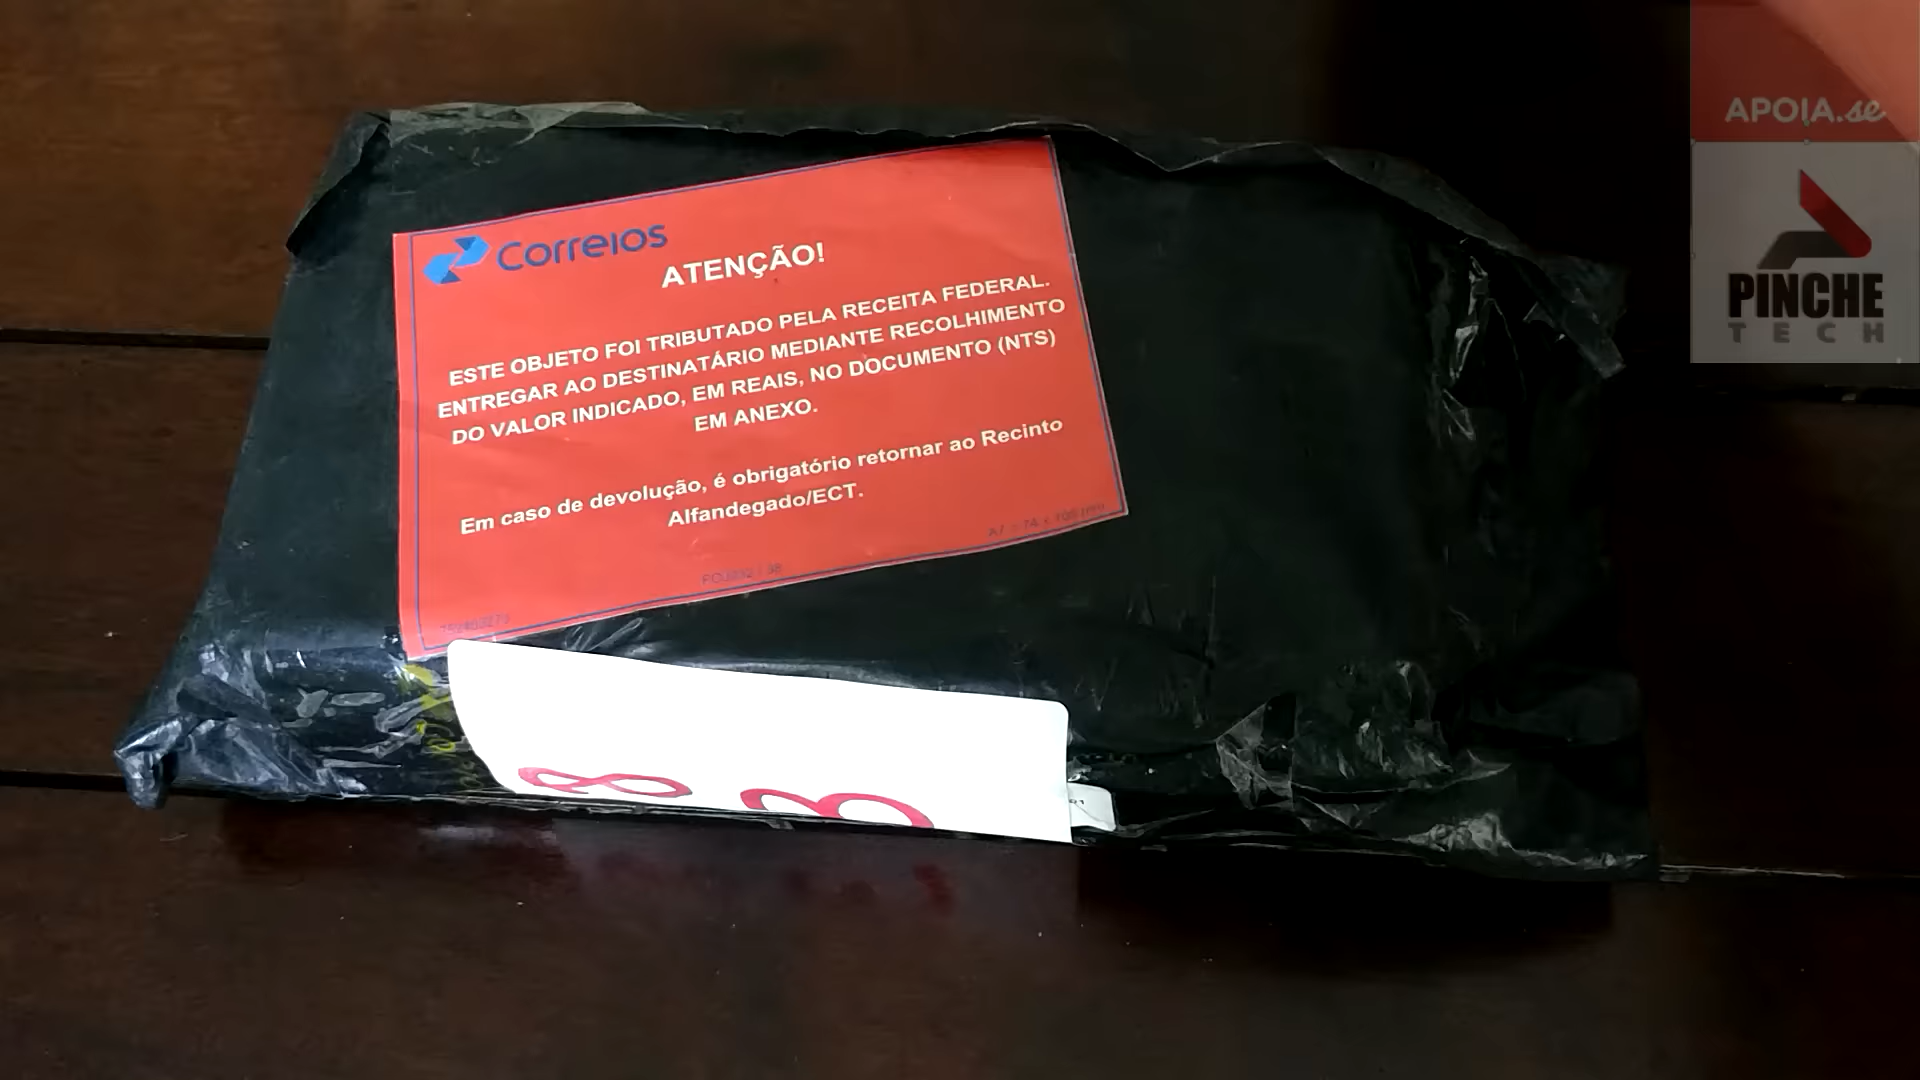 APOIA.se
PINCHE
TECH
Correios
ATENÇÃO!
ESTE OBJETO FOI TRIBUTADO PELA RECEITA FEDERAL.
ENTREGAR AO DESTINATÁRIO MEDIANTE RECOLHIMENTO
DO VALOR INDICADO, EM REAIS, NO DOCUMENTO (NTS)
EM ANEXO.
Em caso de devolução, é obrigatório retornar ao Recinto
Alfandegado/ECT.